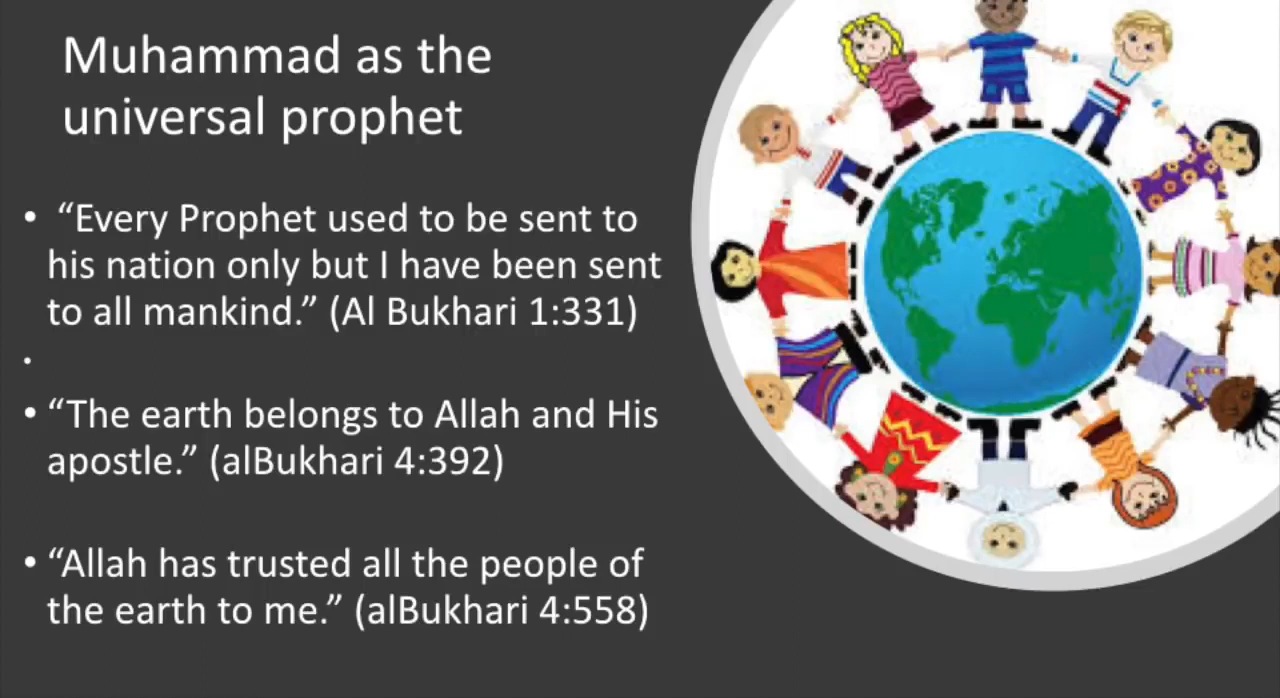 Muhammad as the
universal prophet
• “Every Prophet used to be sent to
his nation only but I have been sent
to all mankind.” (Al Bukhari 1:331)
•
• “The earth belongs to Allah and His
apostle.” (alBukhari 4:392)
• “Allah has trusted all the people of
the earth to me.” (alBukhari 4:558)